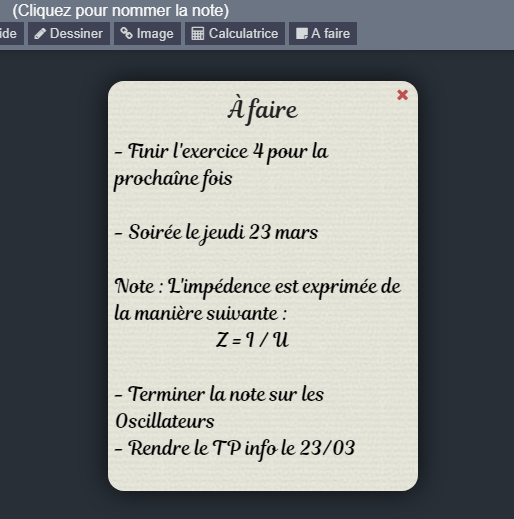 (Cliquez pour nommer la note)
ide Dessiner Image Calculatrice A faire
À faire
- Finir l'exercice 4 pour la
prochaîne fois
- Soirée le jeudi 23 mars
Note : L'impédence est exprimée de
la manière suivante :
Z = I / U
- Terminer la note sur les
Oscillateurs
- Rendre le TP info le 23/03